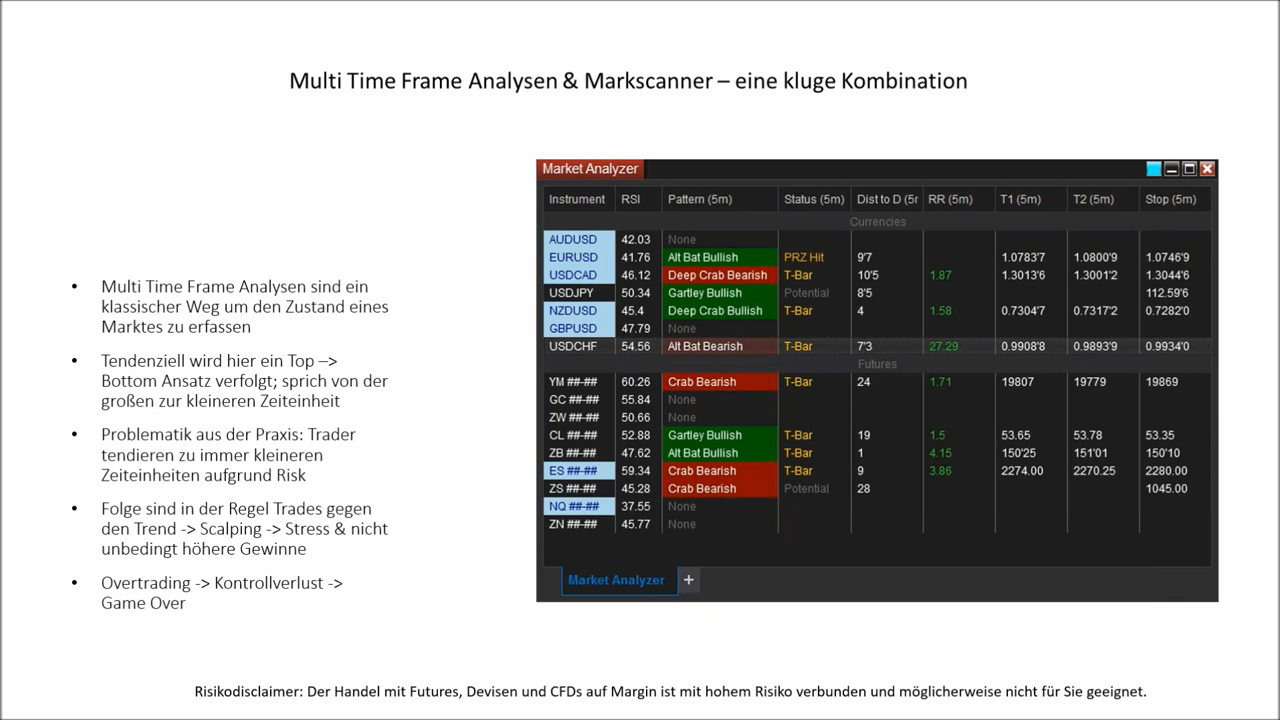 Multi Time Frame Analysen & Markscanner – eine kluge Kombination
• Multi Time Frame Analysen sind ein
klassischer Weg um den Zustand eines
Marktes zu erfassen
• Tendenziell wird hier ein Top –>
Bottom Ansatz verfolgt; sprich von der
großen zur kleineren Zeiteinheit
• Problematik aus der Praxis: Trader
tendieren zu immer kleineren
Zeiteinheiten aufgrund Risk
• Folge sind in der Regel Trades gegen
den Trend -> Scalping -> Stress & nicht
unbedingt höhere Gewinne
• Overtrading -> Kontrollverlust ->
Game Over
Market Analyzer
Instrument RSI Pattern (5m) Status (5m) Dist to D (5r RR (5m) T1 (5m) T2 (5m) Stop (5m)
Currencies
AUDUSD 42.03 None
EURUSD 41.76 Alt Bat Bullish PRZ Hit 9'7 1.0783'7 1.0800'9 1.0746'9
USDCAD 46.12 Deep Crab Bearish T-Bar 10'5 1.87 1.3013'6 1.3001'2 1.3044'6
USDJPY 50.34 Gartley Bullish Potential 8'5 112.59'6
NZDUSD 45.4 Deep Crab Bullish T-Bar 4 1.58 0.7304'7 0.7317'2 0.7282'0
GBPUSD 47.79 None
USDCHF 54.56 Alt Bat Bearish T-Bar 7'3 27.29 0.9908'8 0.9893'9 0.9934'0
Futures
YM ##-## 60.26 Crab Bearish T-Bar 24 1.71 19807 19779 19869
GC ##-## 55.84 None
ZW ##-## 50.66 None
CL ##-## 52.88 Gartley Bullish T-Bar 19 1.5 53.65 53.78 53.35
ZB ##-## 47.62 Alt Bat Bullish T-Bar 1 4.15 150'25 151'01 150'10
ES ##-## 59.34 Crab Bearish T-Bar 9 3.86 2274.00 2270.25 2280.00
ZS ##-## 45.28 Crab Bearish Potential 28 1045.00
NQ ##-## 37.55 None
ZN ##-## 45.77 None
Market Analyzer +
Risikodisclaimer: Der Handel mit Futures, Devisen und CFDs auf Margin ist mit hohem Risiko verbunden und möglicherweise nicht für Sie geeignet.